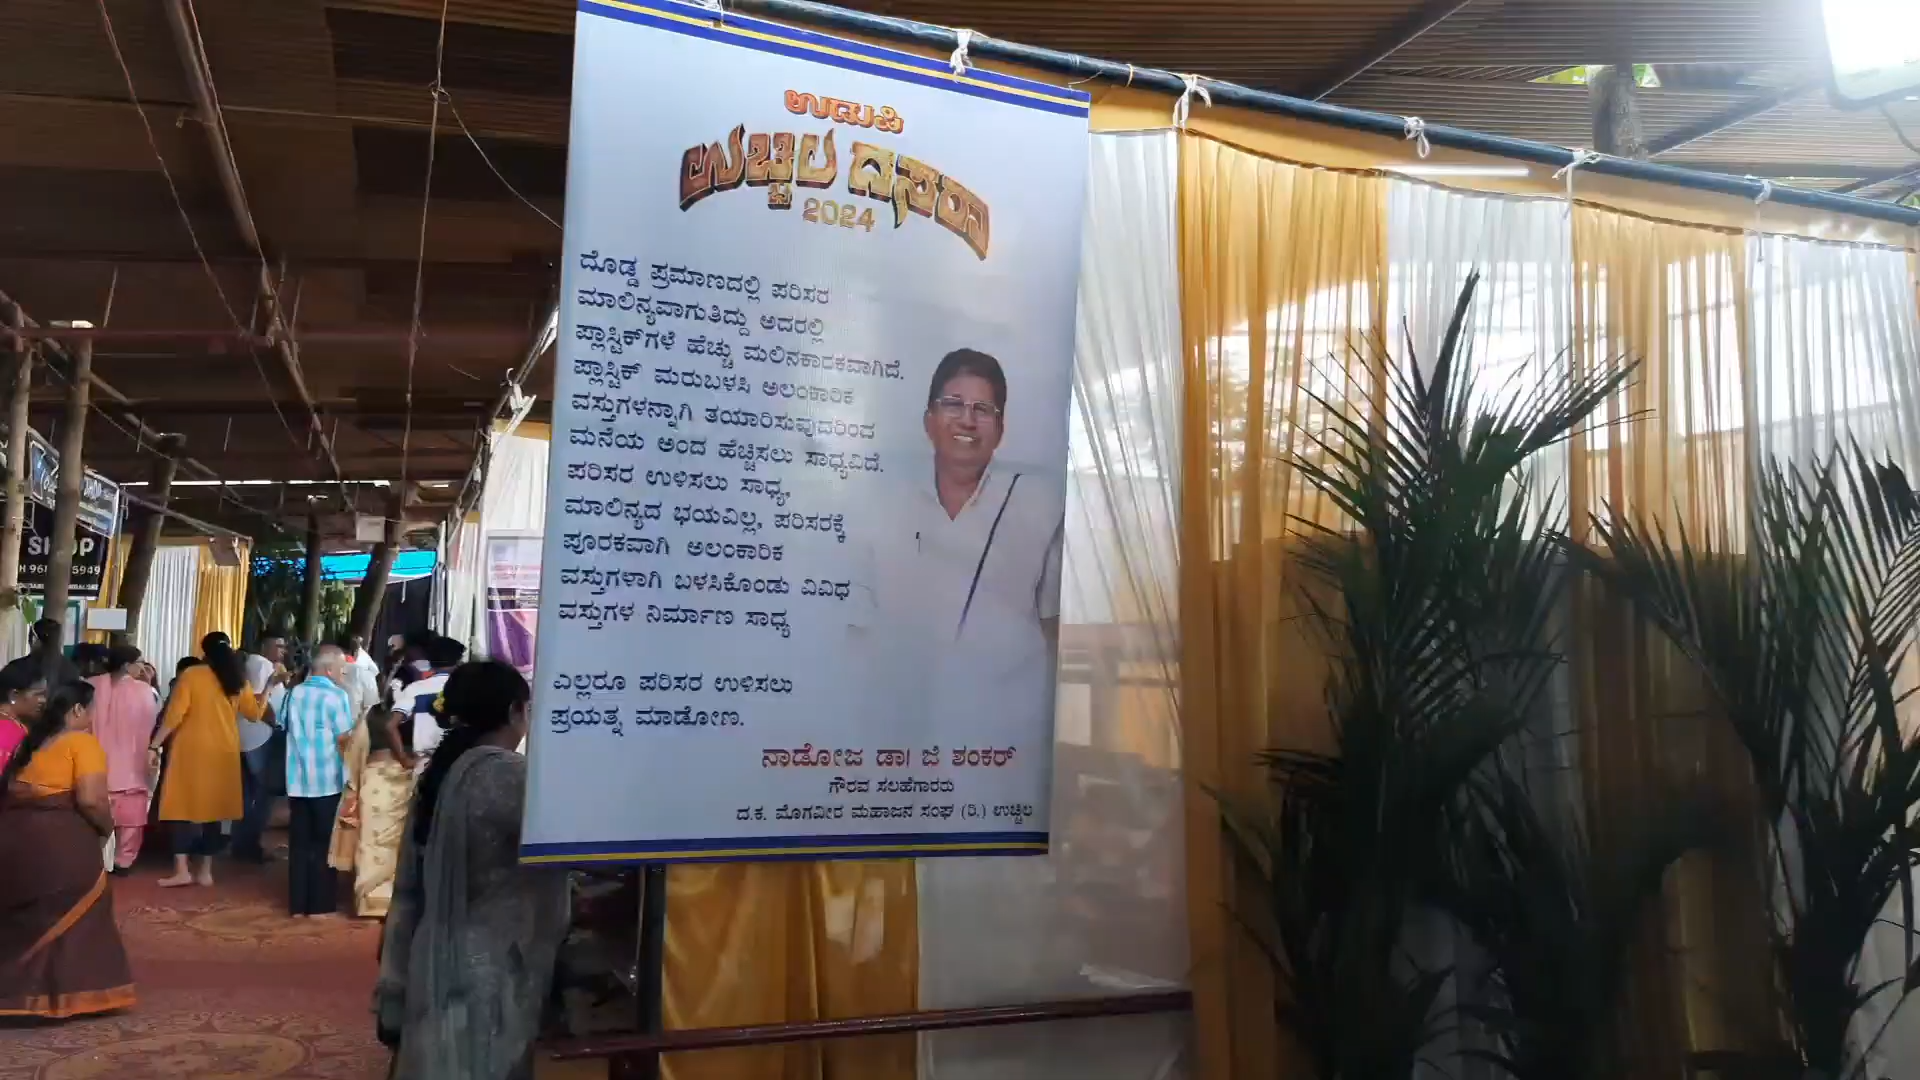 ಉಡುಪಿ
ಉಚ್ಚಿಲ ದಸರಾ
2024
ದೊಡ್ಡ ಪ್ರಮಾಣದಲ್ಲಿ ಪರಿಸರ
ಮಾಲಿನ್ಯವಾಗುತಿದ್ದು ಅದರಲ್ಲಿ
ಪ್ಲಾಸ್ಟಿಕ್‌ಗಳೆ ಹೆಚ್ಚು ಮಲಿನಕಾರಕವಾಗಿದೆ.
ಪ್ಲಾಸ್ಟಿಕ್ ಮರುಬಳಸಿ ಅಲಂಕಾರಿಕ
ವಸ್ತುಗಳನ್ನಾಗಿ ತಯಾರಿಸುವುದರಿಂದ
ಮನೆಯ ಅಂದ ಹೆಚ್ಚಿಸಲು ಸಾಧ್ಯವಿದೆ.
ಪರಿಸರ ಉಳಿಸಲು ಸಾಧ್ಯ,
ಮಾಲಿನ್ಯದ ಭಯವಿಲ್ಲ, ಪರಿಸರಕ್ಕೆ
ಪೂರಕವಾಗಿ ಅಲಂಕಾರಿಕ
ವಸ್ತುಗಳಾಗಿ ಬಳಸಿಕೊಂಡು ವಿವಿಧ
ವಸ್ತುಗಳ ನಿರ್ಮಾಣ ಸಾಧ್ಯ
ಎಲ್ಲರೂ ಪರಿಸರ ಉಳಿಸಲು
ಪ್ರಯತ್ನ ಮಾಡೋಣ.
ನಾಡೋಜ ಡಾ। ಜಿ ಶಂಕರ್
ಗೌರವ ಸಲಹೆಗಾರರು
ದ.ಕ. ಮೊಗವೀರ ಮಹಾಜನ ಸಂಘ (ರಿ.) ಉಚ್ಚಿಲ
SHOP